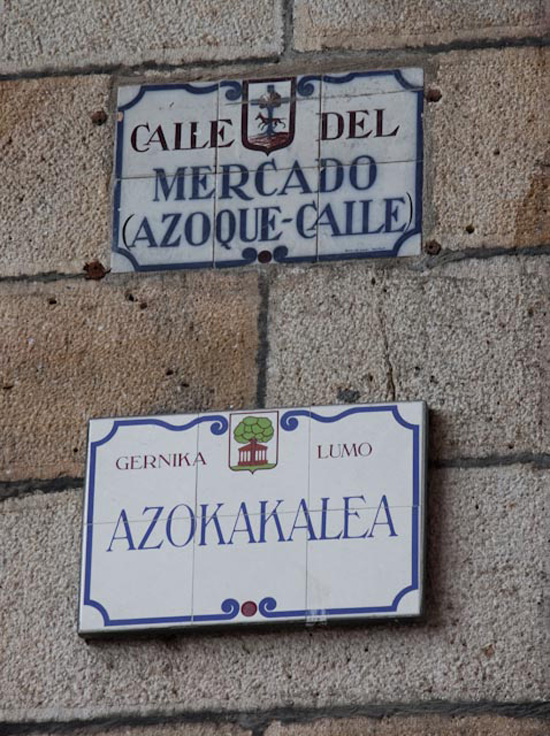 CALLE DEL
MERCADO
(AZOQUE-CALLE)
GERNIKA LUMO
AZOKAKALEA